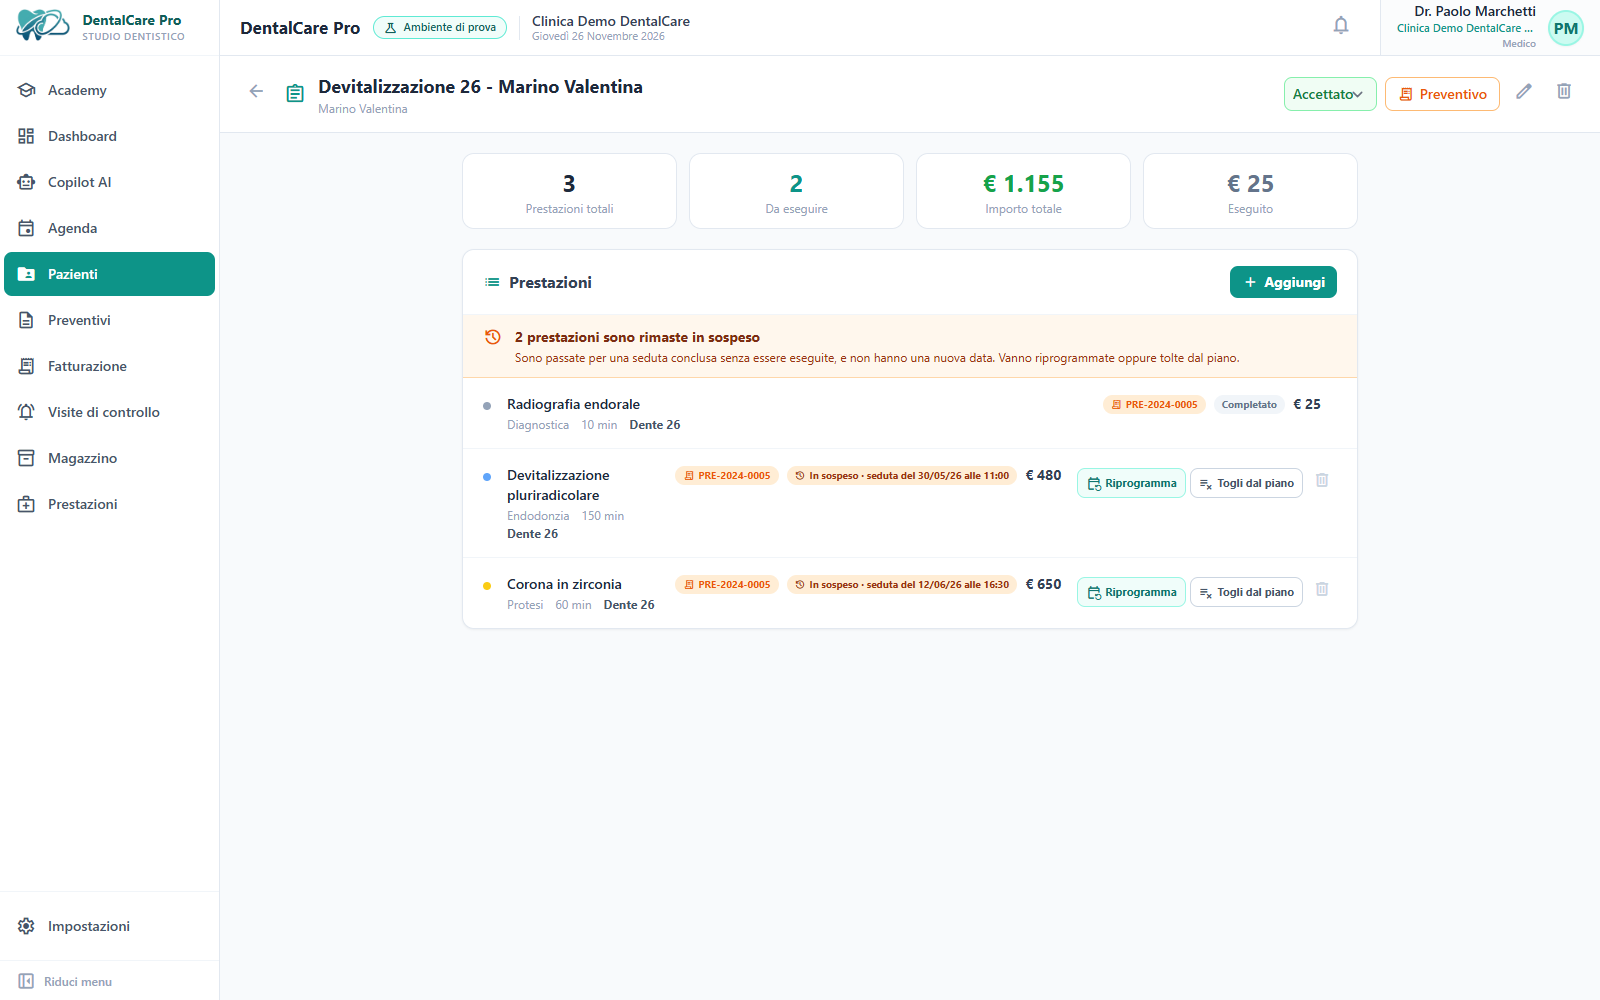 DentalCare Pro
STUDIO DENTISTICO
Academy
Dashboard
Copilot AI
Agenda
Pazienti
Preventivi
Fatturazione
Visite di controllo
Magazzino
Prestazioni
Impostazioni
Riduci menu
DentalCare Pro
Ambiente di prova
Clinica Demo DentalCare
Giovedì 26 Novembre 2026
Dr. Paolo Marchetti
Clinica Demo DentalCare ...
Medico
PM
Devitalizzazione 26 - Marino Valentina
Marino Valentina
Accettato
Preventivo
3
Prestazioni totali
2
Da eseguire
€ 1.155
Importo totale
€ 25
Eseguito
Prestazioni
Aggiungi
2 prestazioni sono rimaste in sospeso
Sono passate per una seduta conclusa senza essere eseguite, e non hanno una nuova data. Vanno riprogrammate oppure tolte dal piano.
Radiografia endorale
Diagnostica 10 min Dente 26
PRE-2024-0005
Completato
€ 25
Devitalizzazione
pluriradicolare
Endodonzia 150 min
Dente 26
PRE-2024-0005
In sospeso · seduta del 30/05/26 alle 11:00
€ 480
Riprogramma
Togli dal piano
Corona in zirconia
Protesi 60 min Dente 26
PRE-2024-0005
In sospeso · seduta del 12/06/26 alle 16:30
€ 650
Riprogramma
Togli dal piano